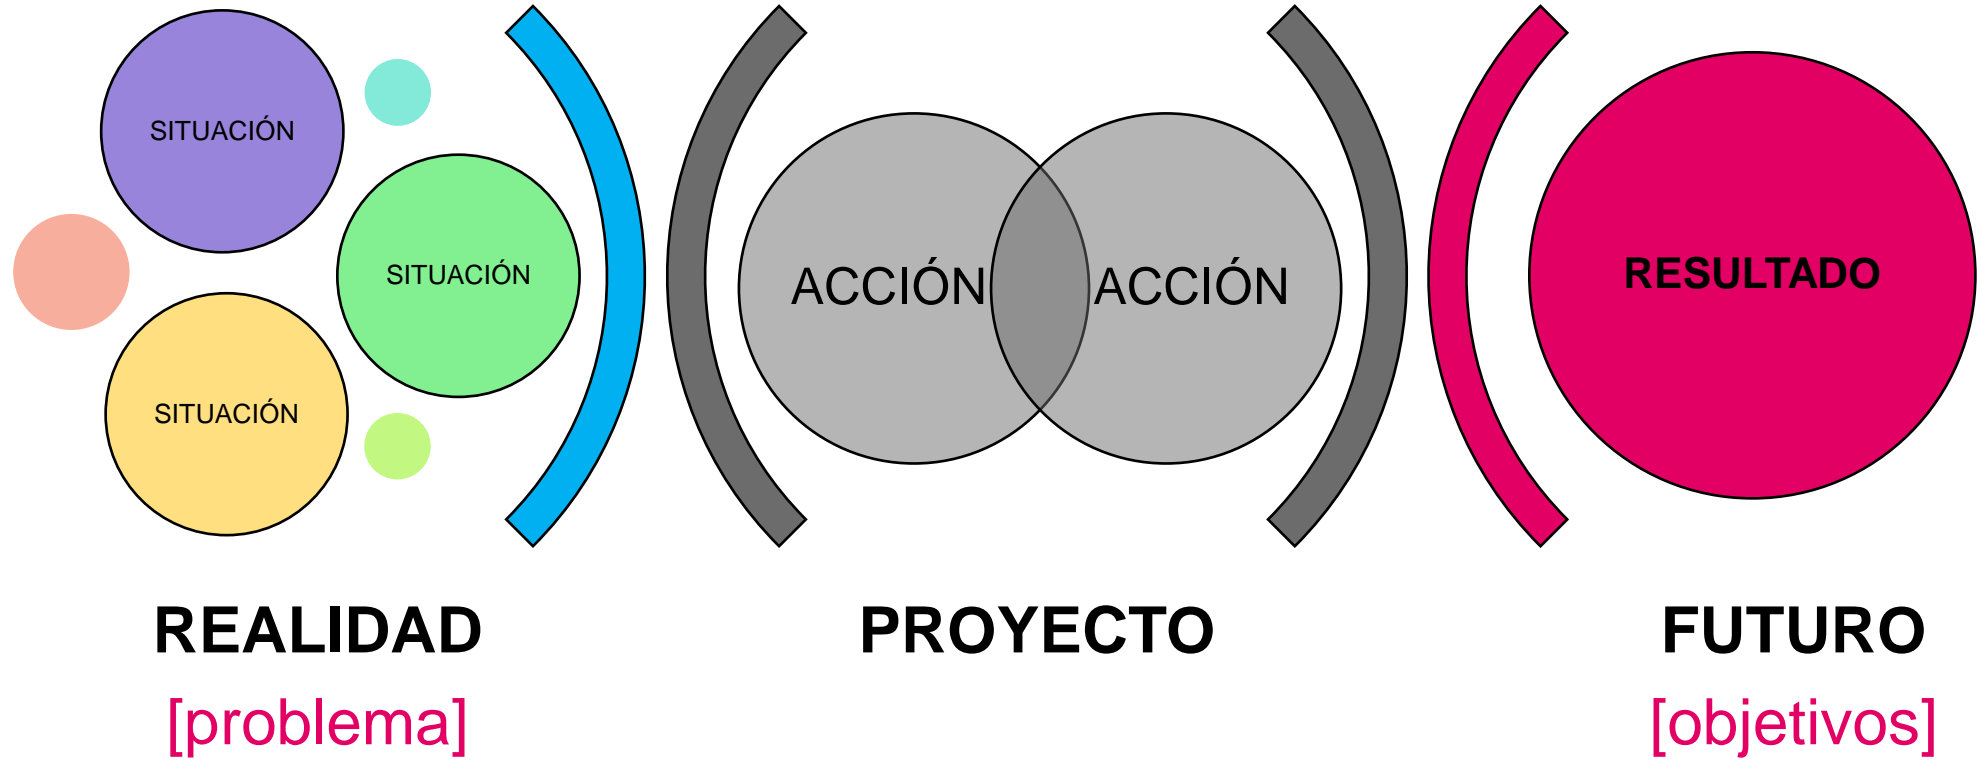 SITUACIÓN
SITUACIÓN
SITUACIÓN
ACCIÓN
ACCIÓN
RESULTADO
REALIDAD
[problema]
PROYECTO
FUTURO
[objetivos]